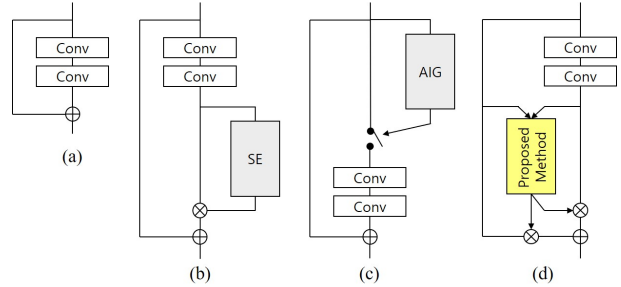 Conv
Conv
(a)
Conv
Conv
SE
(b)
AIG
Conv
Conv
(c)
Conv
Conv
Proposed
Method
(d)